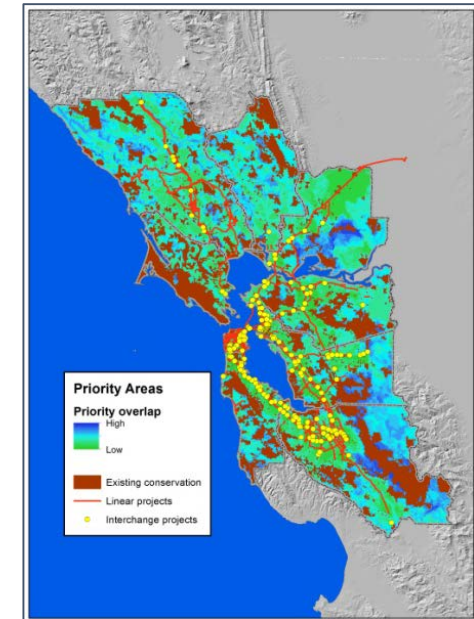 Priority Areas
Priority overlap
High
Low
Existing conservation
Linear projects
Interchange projects